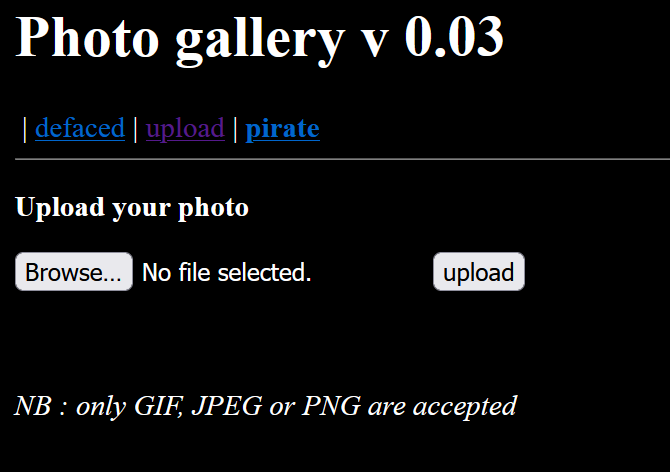 Photo gallery v 0.03
| defaced | upload | pirate
Upload your photo
Browse... No file selected. upload
NB : only GIF, JPEG or PNG are accepted